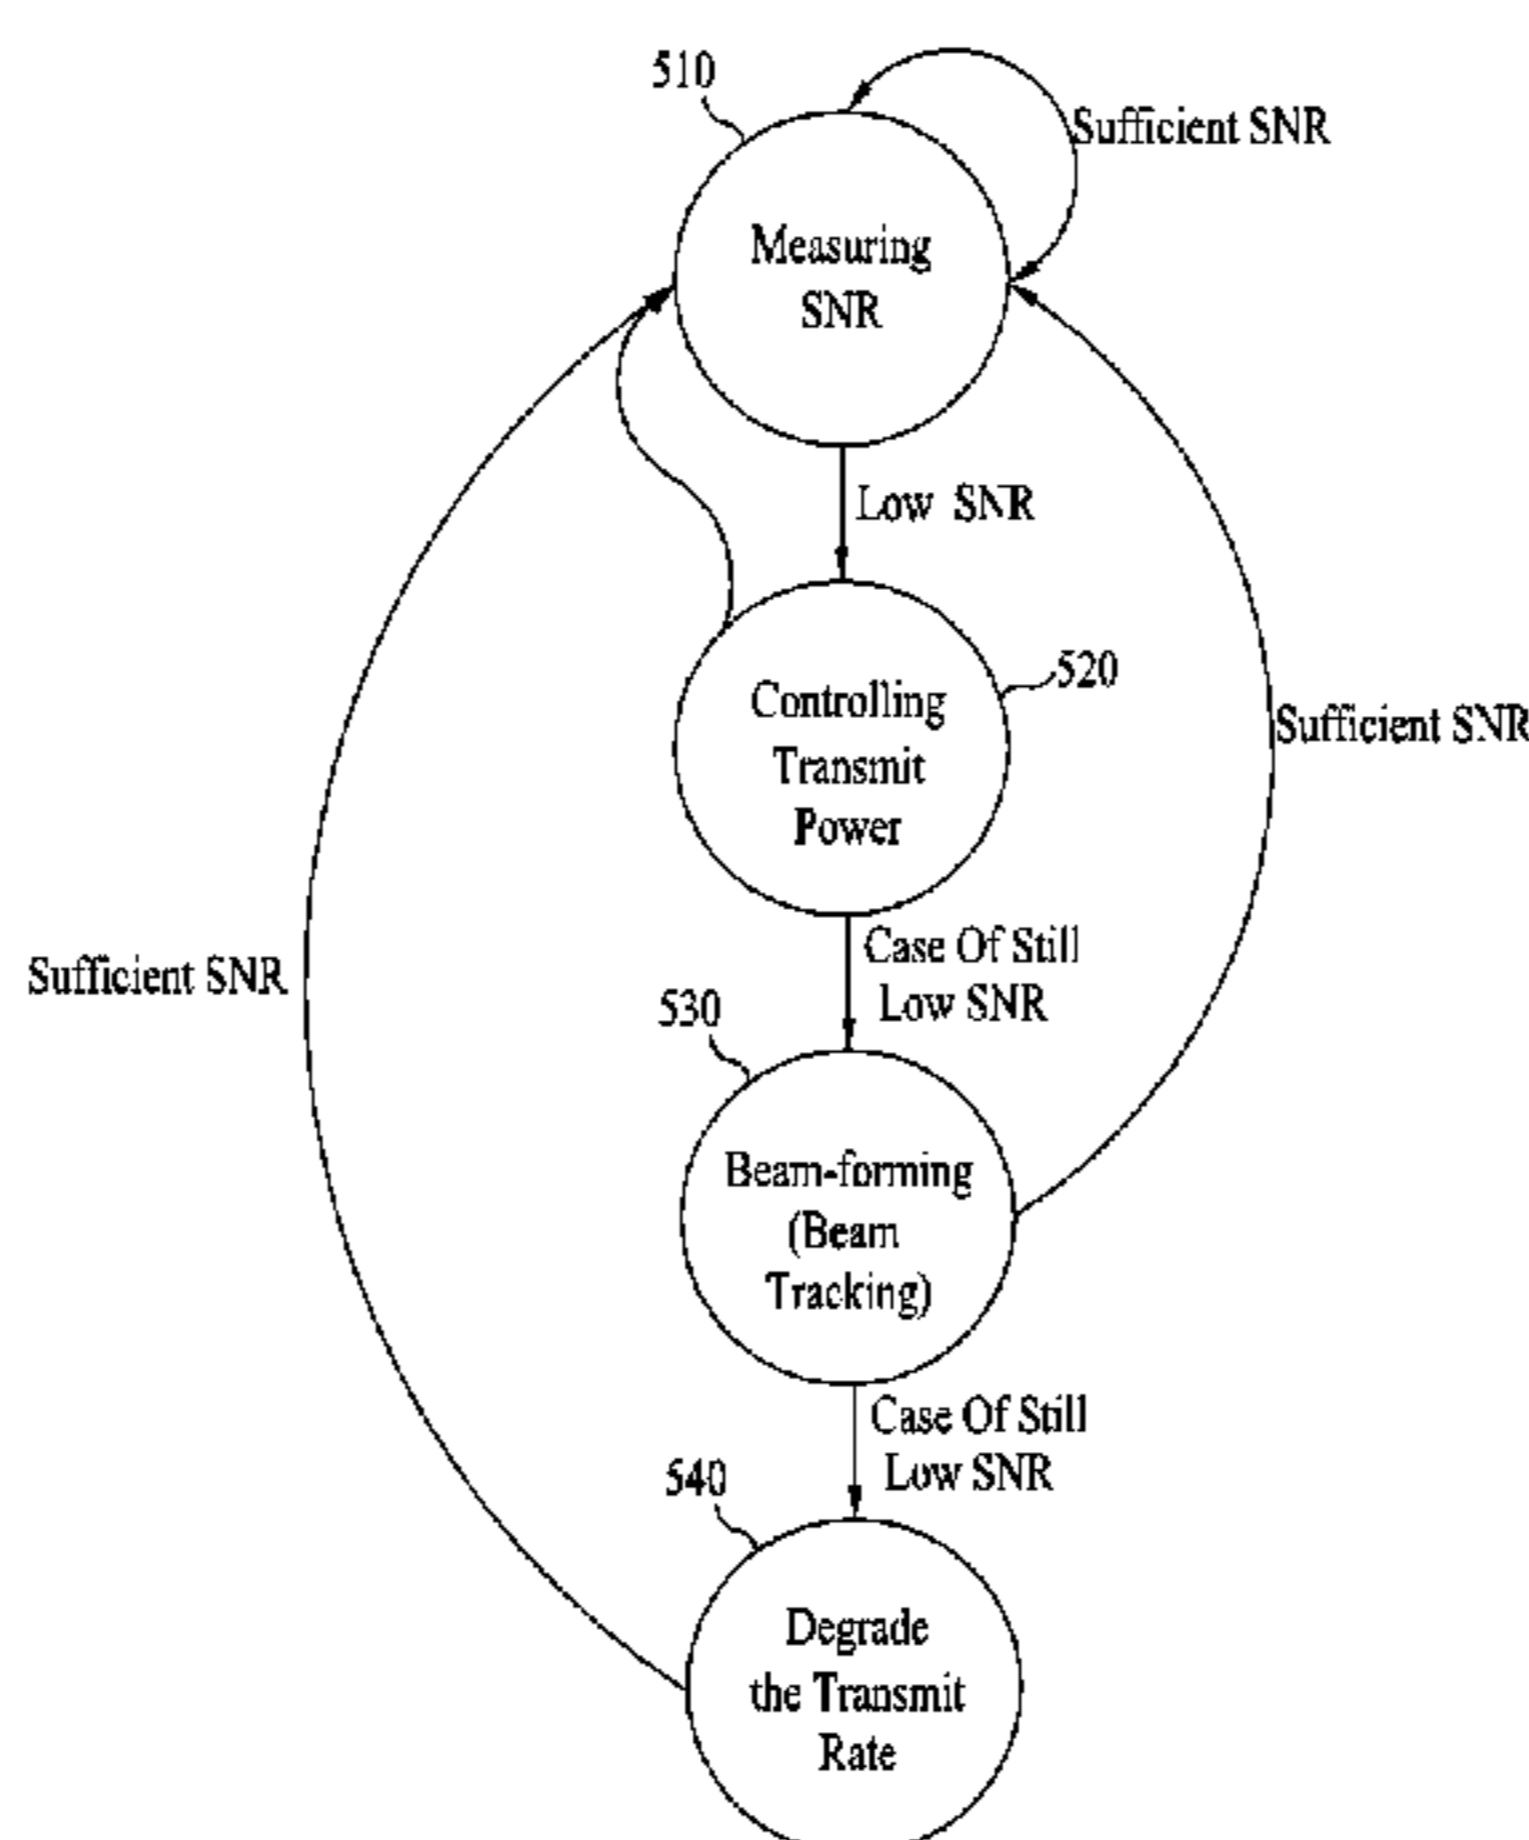 510
Sufficient SNR
Measuring
SNR
Low SNR
520
Controlling
Transmit
Power
Sufficient SNR
Case Of Still
Low SNR
Sufficient SNR
530
Beam-forming
(Beam
Tracking)
Case Of Still
Low SNR
540
Degrade
the Transmit
Rate